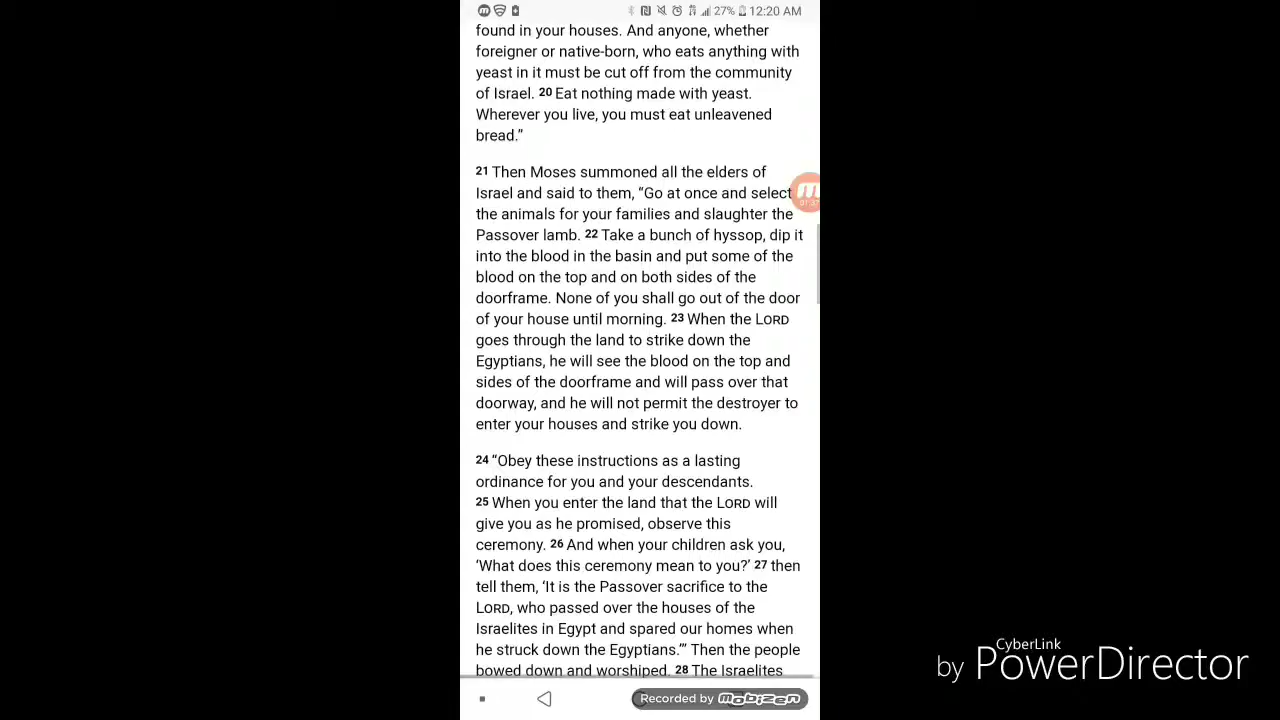 27% 12:20 AM
found in your houses. And anyone, whether
foreigner or native-born, who eats anything with
yeast in it must be cut off from the community
of Israel. 20 Eat nothing made with yeast.
Wherever you live, you must eat unleavened
bread.”
21 Then Moses summoned all the elders of
Israel and said to them, “Go at once and select
the animals for your families and slaughter the
Passover lamb. 22 Take a bunch of hyssop, dip it
into the blood in the basin and put some of the
blood on the top and on both sides of the
doorframe. None of you shall go out of the door
of your house until morning. 23 When the LORD
goes through the land to strike down the
Egyptians, he will see the blood on the top and
sides of the doorframe and will pass over that
doorway, and he will not permit the destroyer to
enter your houses and strike you down.
24 “Obey these instructions as a lasting
ordinance for you and your descendants.
25 When you enter the land that the LORD will
give you as he promised, observe this
ceremony. 26 And when your children ask you,
‘What does this ceremony mean to you?’ 27 then
tell them, ‘It is the Passover sacrifice to the
LORD, who passed over the houses of the
Israelites in Egypt and spared our homes when
he struck down the Egyptians.’” Then the people
bowed down and worshiped. 28 The Israelites
Recorded by mobizen
CyberLink
by PowerDirector